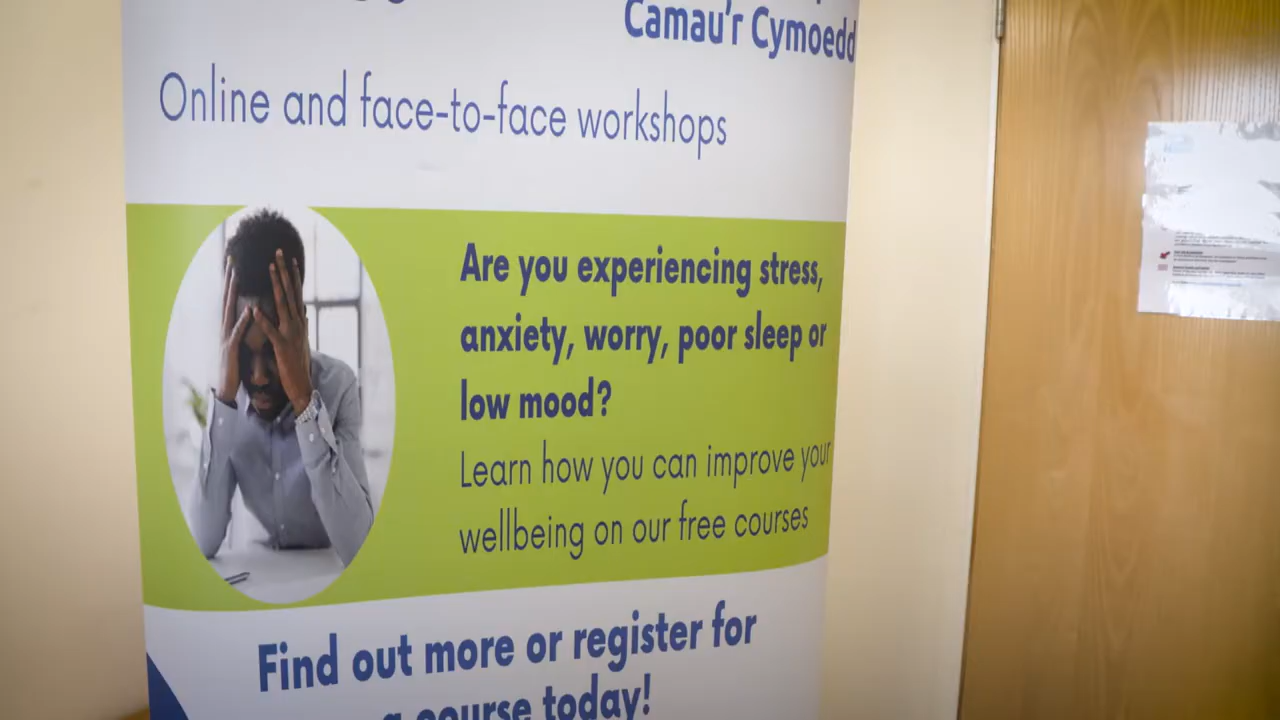 Camau'r Cymoedd
Online and face-to-face workshops
Are you experiencing stress,
anxiety, worry, poor sleep or
low mood?
Learn how you can improve your
wellbeing on our free courses
Find out more or register for
a course today!